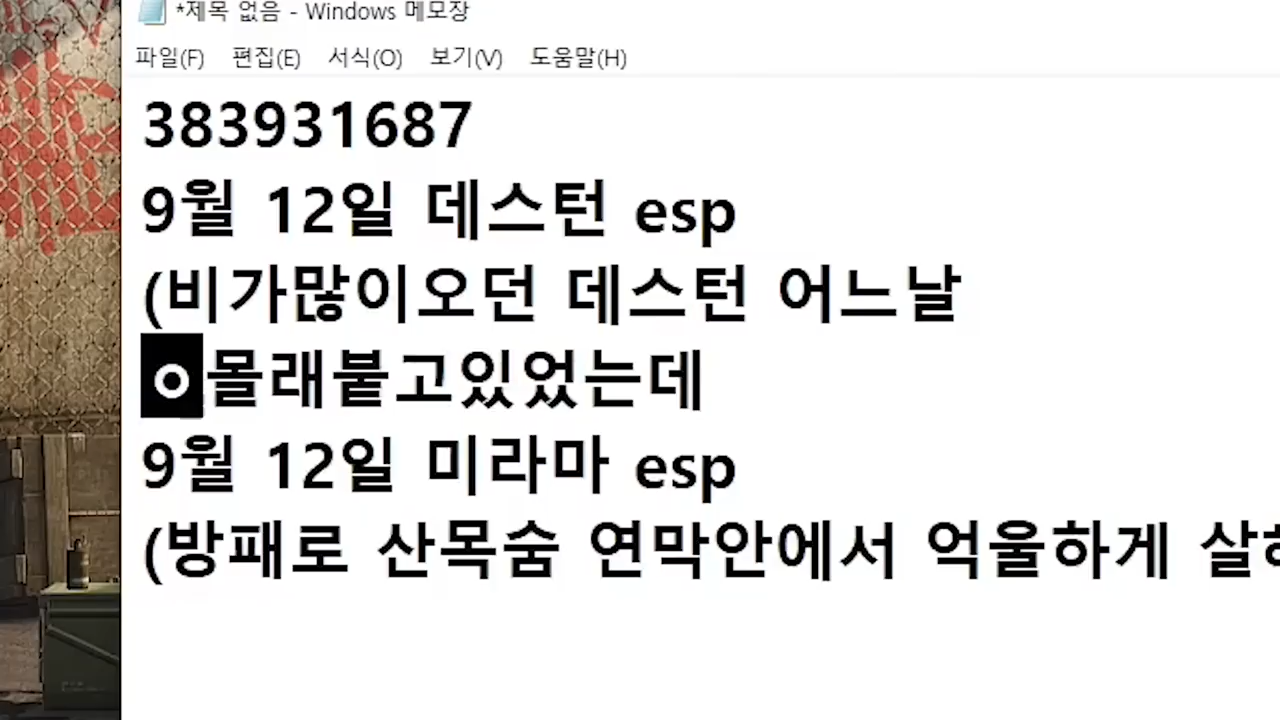 *제목 없음 - Windows 메모장
파일(F) 편집(E) 서식(O) 보기(V) 도움말(H)
383931687
9월 12일 데스턴 esp
(비가많이오던 데스턴 어느날
ㅇ몰래붙고있었는데
9월 12일 미라마 esp
(방패로 산목숨 연막안에서 억울하게 살